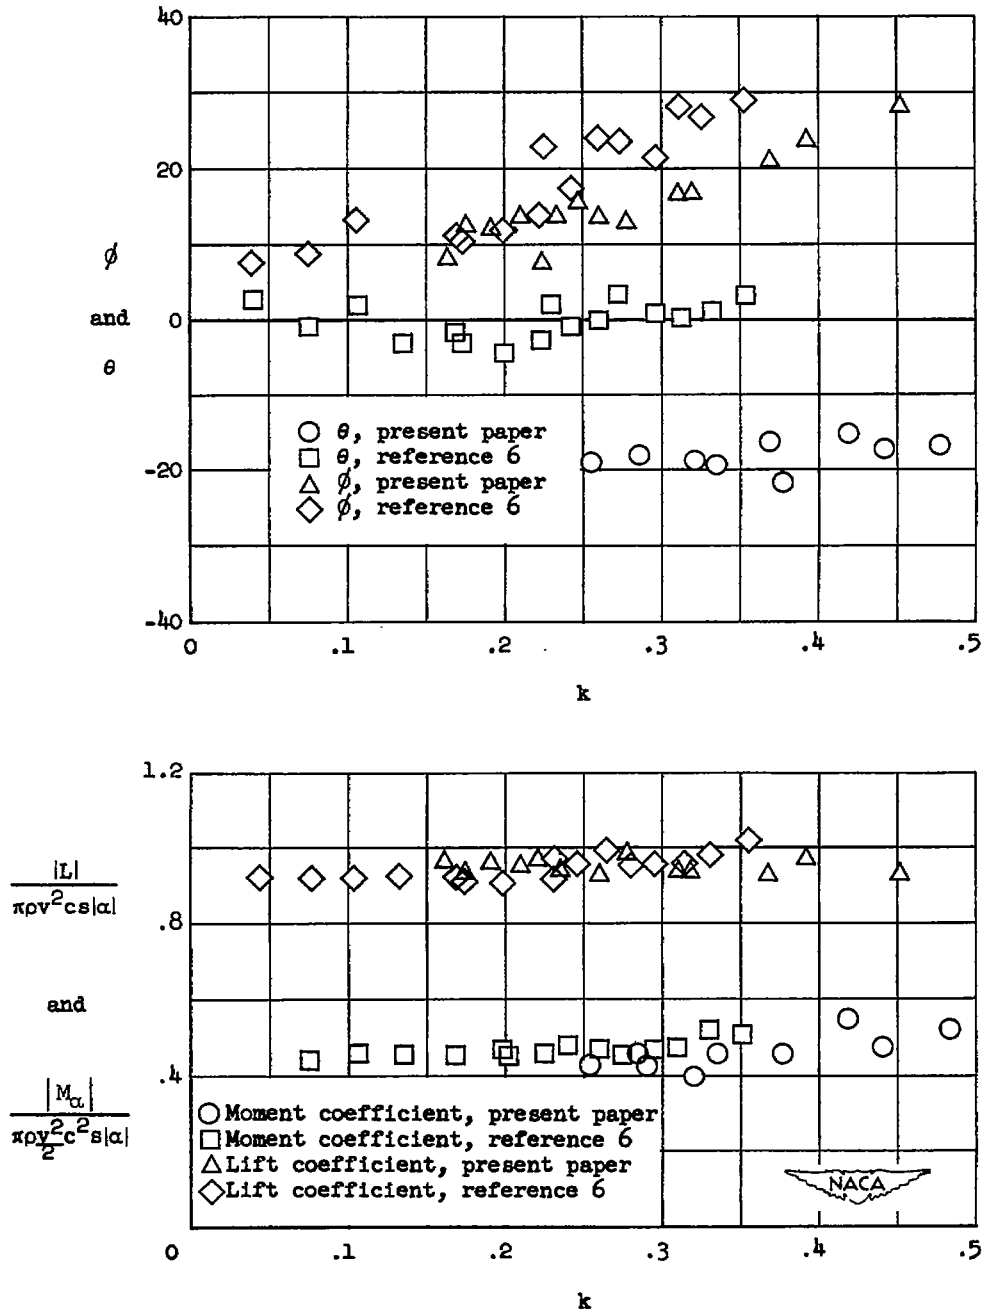 40
20
ϕ
and
0
θ
θ, present paper
θ, reference 6
-20
ϕ, present paper
ϕ, reference 6
-40
0 .1 .2 .3 .4 .5
k
1.2
|L|
πρv²cs|α|
.8
and
.4
|Mα|
πρv²/2 c²s|α|
Moment coefficient, present paper
Moment coefficient, reference 6
Lift coefficient, present paper
Lift coefficient, reference 6
NACA
0 .1 .2 .3 .4 .5
k